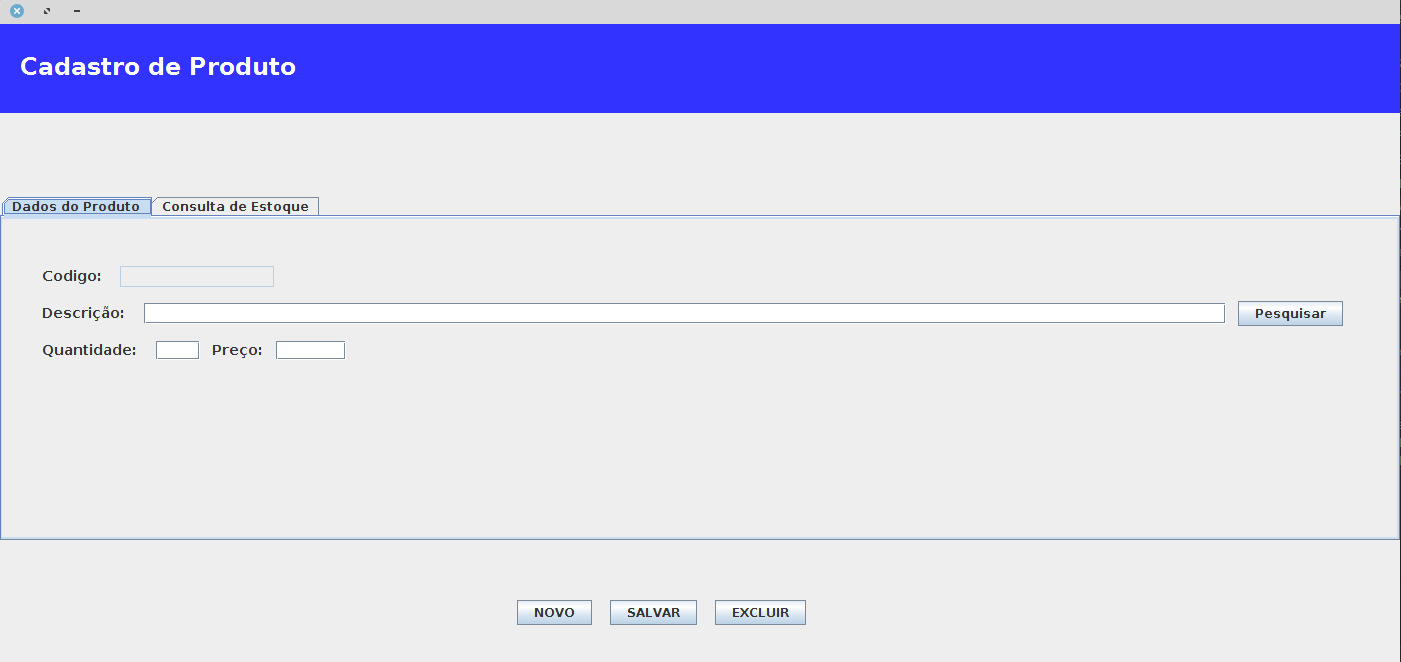 Cadastro de Produto
Dados do Produto Consulta de Estoque
Codigo:
Descrição: Pesquisar
Quantidade: Preço:
NOVO SALVAR EXCLUIR